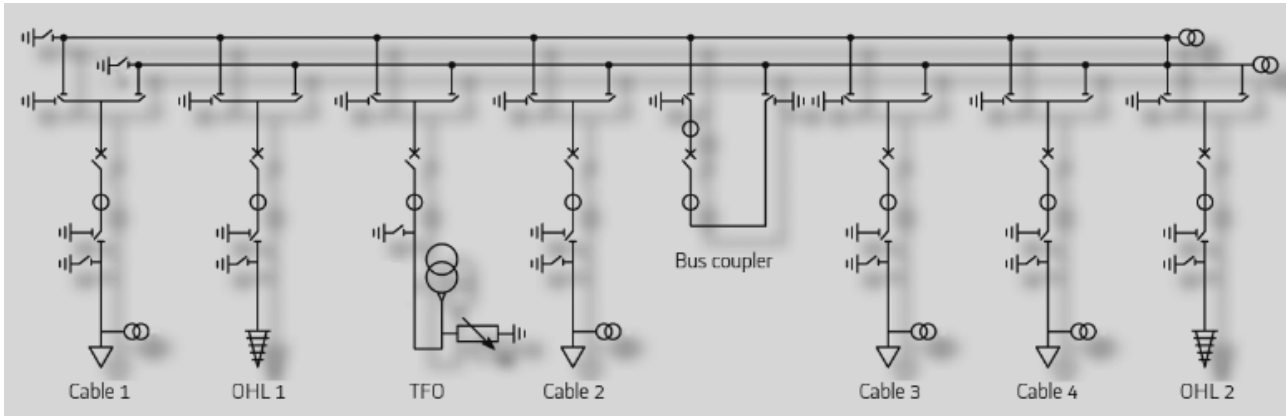 Bus coupler
Cable 1
OHL 1
TFO
Cable 2
Cable 3
Cable 4
OHL 2